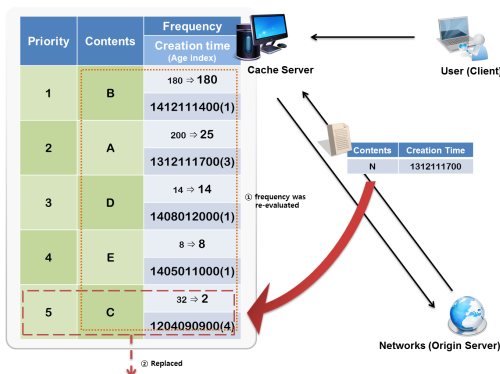 Priority
Contents
Frequency
Creation time
(Age index)
1
B
180 ⇒ 180
1412111400(1)
2
A
200 ⇒ 25
1312111700(3)
3
D
14 ⇒ 14
1408012000(1)
4
E
8 ⇒ 8
1405011000(1)
5
C
32 ⇒ 2
1204090900(4)
Cache Server
User (Client)
Contents
Creation Time
N
1312111700
① frequency was
re-evaluated
Networks (Origin Server)
② Replaced